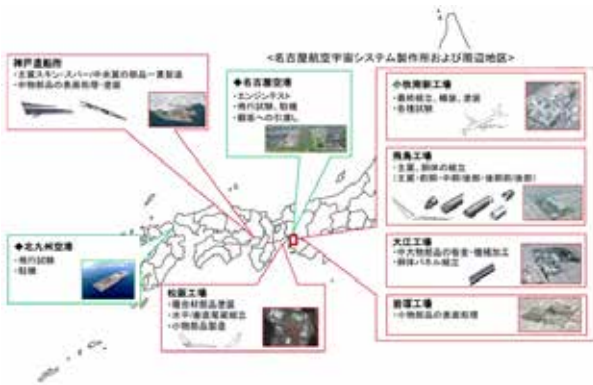 <名古屋航空宇宙システム製作所および周辺地区>
神戸造船所
・主翼スキン・スパー/中央翼の部品一貫製造
・中物部品の表面処理・塗装
◆名古屋空港
・エンジンテスト
・飛行試験、駐機
・顧客への引渡し
小牧南新工場
・最終組立、艤装、塗装
・各種試験
飛島工場
・主翼、胴体の組立
(主翼・前胴・中胴/後部・後胴前/後部)
大江工場
・中大物部品の板金・機械加工
・胴体パネル組立
岩塚工場
・小物部品の表面処理
◆北九州空港
・飛行試験
・駐機
松阪工場
・複合材部品塗装
・水平/垂直尾翼組立
・小物部品製造